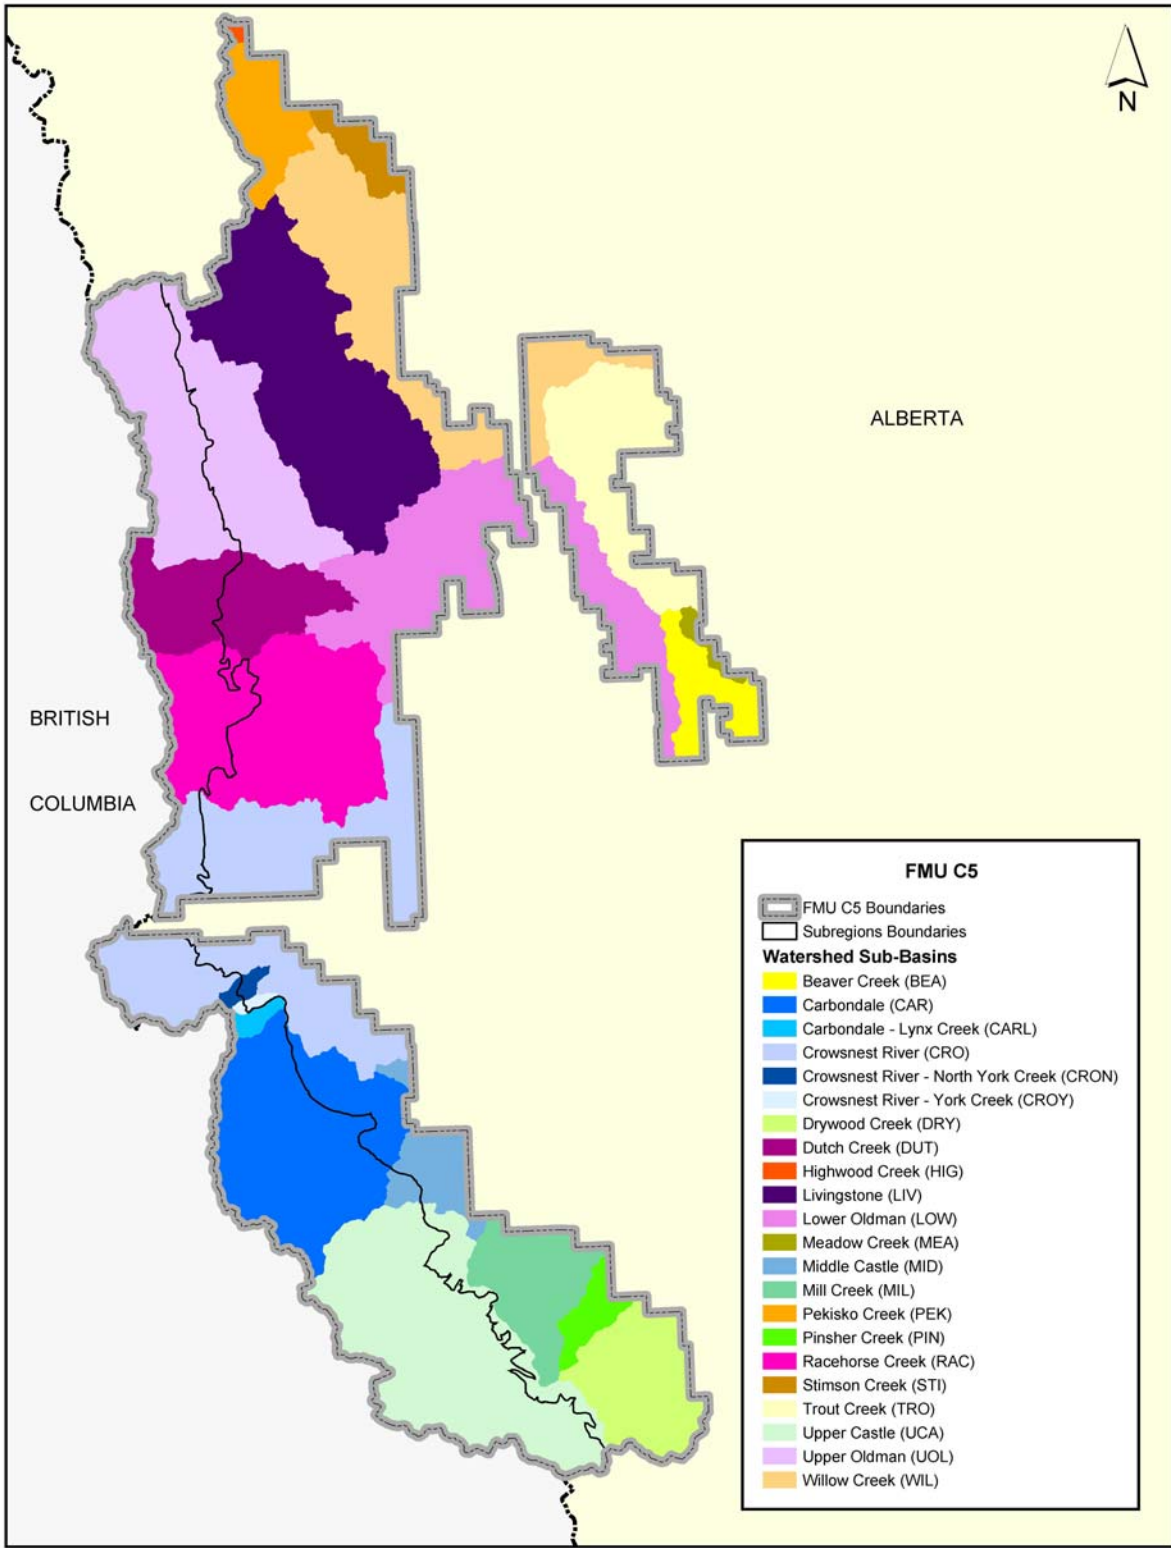 N
ALBERTA
BRITISH
COLUMBIA
FMU C5
FMU C5 Boundaries
Subregions Boundaries
Watershed Sub-Basins
Beaver Creek (BEA)
Carbondale (CAR)
Carbondale - Lynx Creek (CARL)
Crowsnest River (CRO)
Crowsnest River - North York Creek (CRON)
Crowsnest River - York Creek (CROY)
Drywood Creek (DRY)
Dutch Creek (DUT)
Highwood Creek (HIG)
Livingstone (LIV)
Lower Oldman (LOW)
Meadow Creek (MEA)
Middle Castle (MID)
Mill Creek (MIL)
Pekisko Creek (PEK)
Pinsher Creek (PIN)
Racehorse Creek (RAC)
Stimson Creek (STI)
Trout Creek (TRO)
Upper Castle (UCA)
Upper Oldman (UOL)
Willow Creek (WIL)